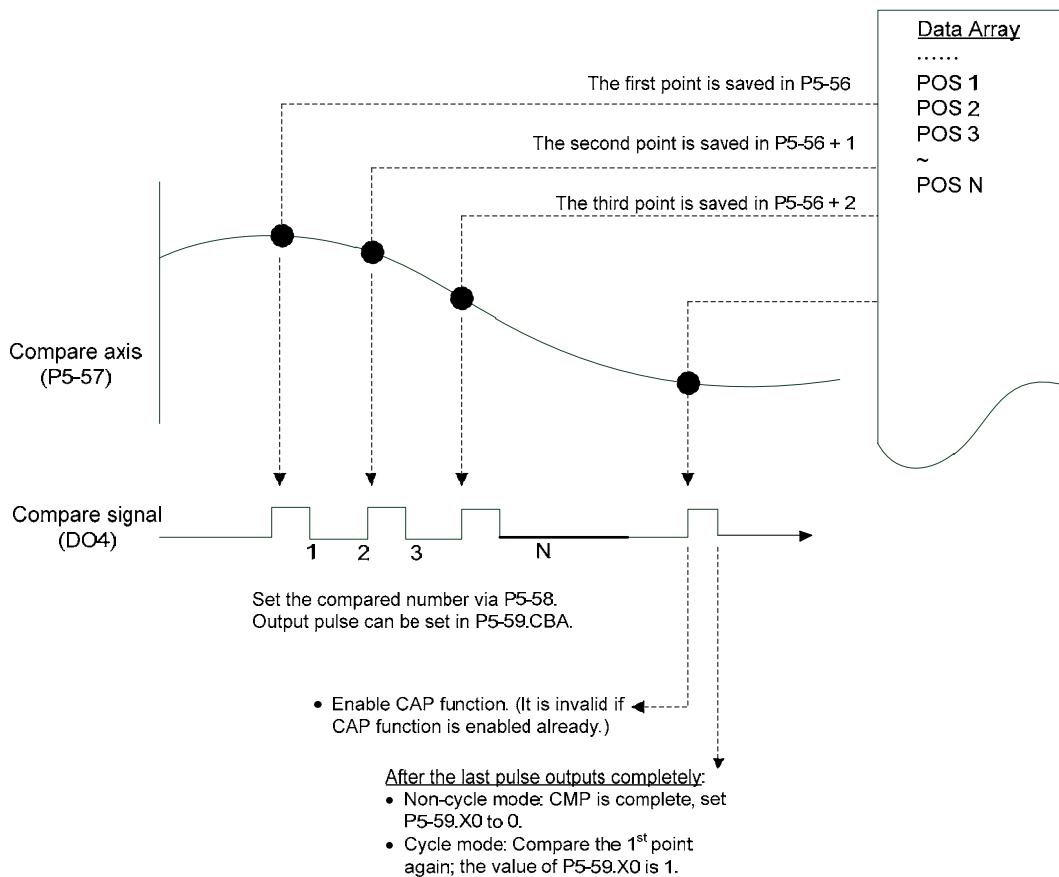 Data Array
......
POS 1
POS 2
POS 3
~
POS N
The first point is saved in P5-56
The second point is saved in P5-56 + 1
The third point is saved in P5-56 + 2
Compare axis
(P5-57)
Compare signal
(DO4)
1 2 3 N
Set the compared number via P5-58.
Output pulse can be set in P5-59.CBA.
• Enable CAP function. (It is invalid if
CAP function is enabled already.)
After the last pulse outputs completely:
• Non-cycle mode: CMP is complete, set
P5-59.X0 to 0.
• Cycle mode: Compare the 1st point
again; the value of P5-59.X0 is 1.